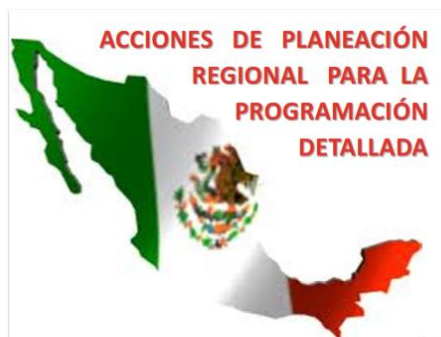 ACCIONES DE PLANEACIÓN
REGIONAL PARA LA
PROGRAMACIÓN
DETALLADA